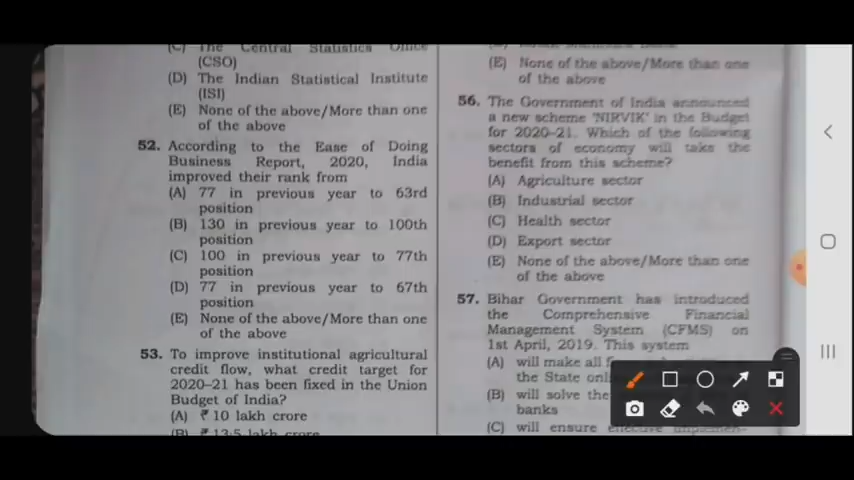 (C) The Central Statistics Office
(CSO)
(D) The Indian Statistical Institute
(ISI)
(E) None of the above/More than one
of the above
52. According to the Ease of Doing
Business Report, 2020, India
improved their rank from
(A) 77 in previous year to 63rd
position
(B) 130 in previous year to 100th
position
(C) 100 in previous year to 77th
position
(D) 77 in previous year to 67th
position
(E) None of the above/More than one
of the above
53. To improve institutional agricultural
credit flow, what credit target for
2020–21 has been fixed in the Union
Budget of India?
(A) ₹ 10 lakh crore
(B) ₹ 13·5 lakh crore
(E) None of the above/More than one
of the above
56. The Government of India announced
a new scheme 'NIRVIK' in the Budget
for 2020–21. Which of the following
sectors of economy will take the
benefit from this scheme?
(A) Agriculture sector
(B) Industrial sector
(C) Health sector
(D) Export sector
(E) None of the above/More than one
of the above
57. Bihar Government has introduced
the Comprehensive Financial
Management System (CFMS) on
1st April, 2019. This system
(A) will make all
the State
(B) will solve the
banks
(C) will ensure effective